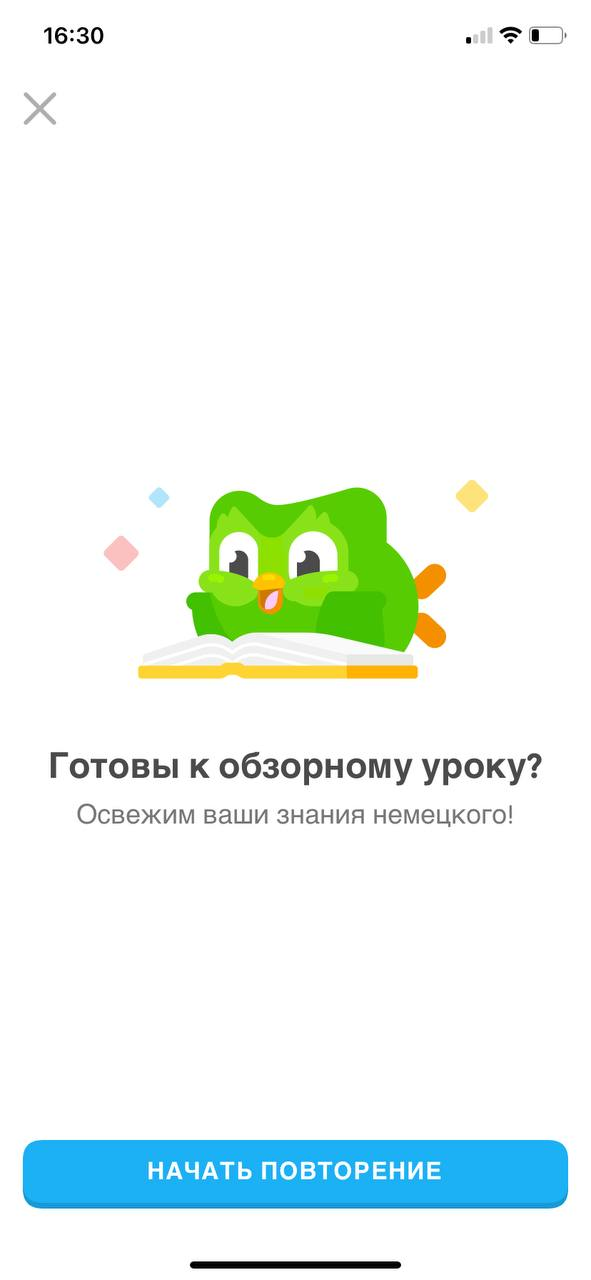 16:30
Готовы к обзорному уроку?
Освежим ваши знания немецкого!
НАЧАТЬ ПОВТОРЕНИЕ